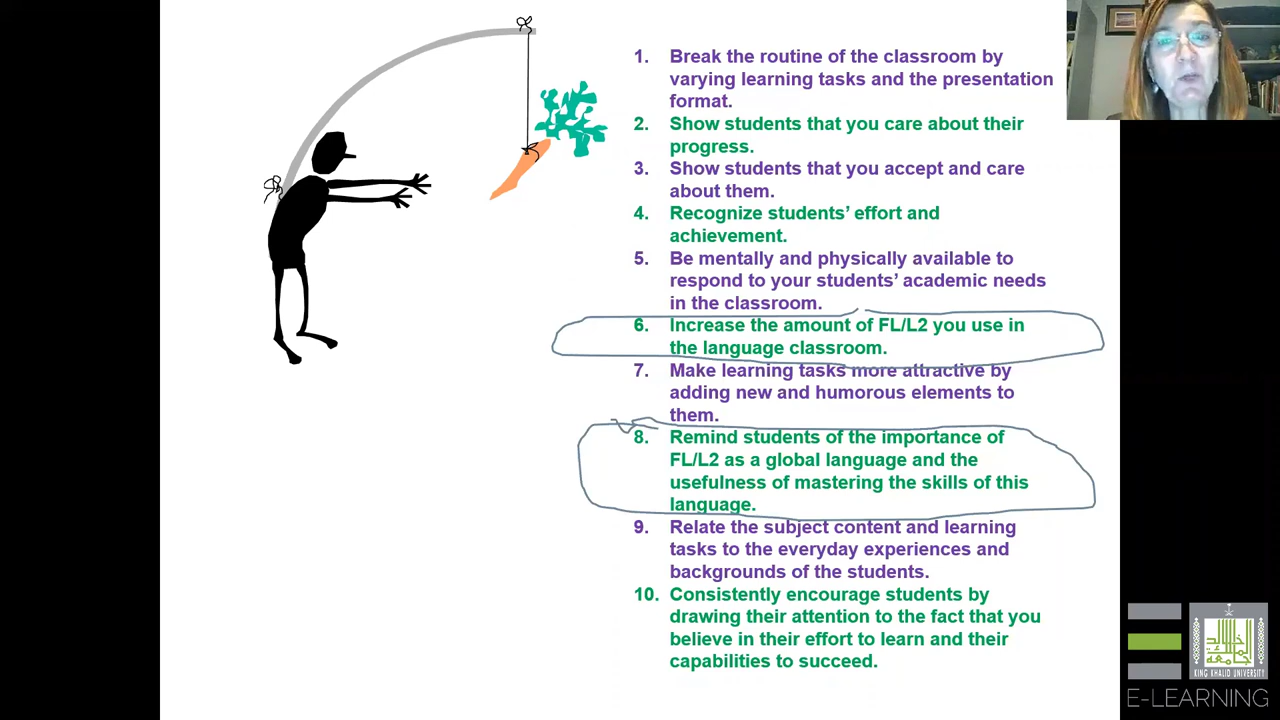 1. Break the routine of the classroom by
varying learning tasks and the presentation
format.
2. Show students that you care about their
progress.
3. Show students that you accept and care
about them.
4. Recognize students’ effort and
achievement.
5. Be mentally and physically available to
respond to your students’ academic needs
in the classroom.
6. Increase the amount of FL/L2 you use in
the language classroom.
7. Make learning tasks more attractive by
adding new and humorous elements to
them.
8. Remind students of the importance of
FL/L2 as a global language and the
usefulness of mastering the skills of this
language.
9. Relate the subject content and learning
tasks to the everyday experiences and
backgrounds of the students.
10. Consistently encourage students by
drawing their attention to the fact that you
believe in their effort to learn and their
capabilities to succeed.
KING KHALID UNIVERSITY
E-LEARNING